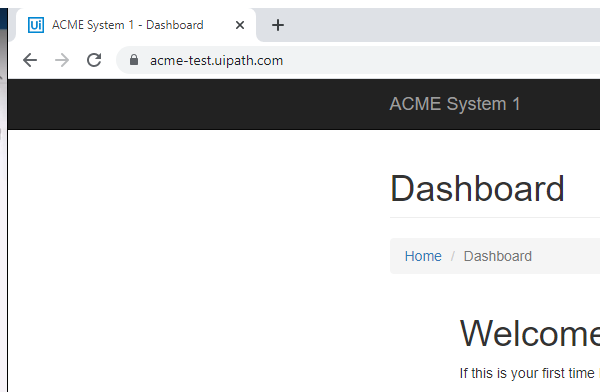 Ui ACME System 1 - Dashboard
acme-test.uipath.com
ACME System 1
Dashboard
Home / Dashboard
Welcome
If this is your first time